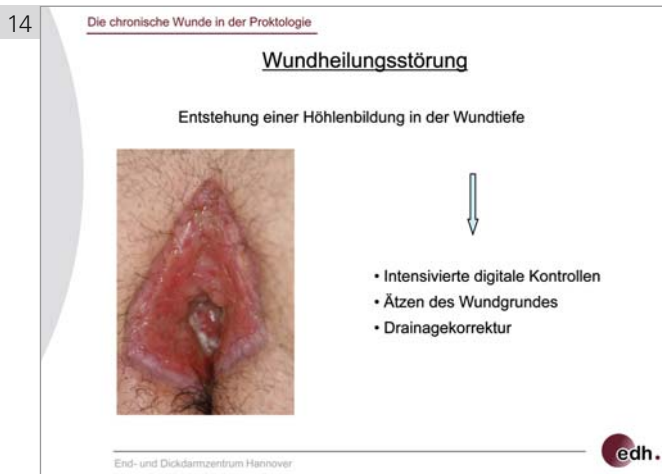 14
Die chronische Wunde in der Proktologie
Wundheilungsstörung
Entstehung einer Höhlenbildung in der Wundtiefe
• Intensivierte digitale Kontrollen
• Ätzen des Wundgrundes
• Drainagekorrektur
End- und Dickdarmzentrum Hannover
edh.